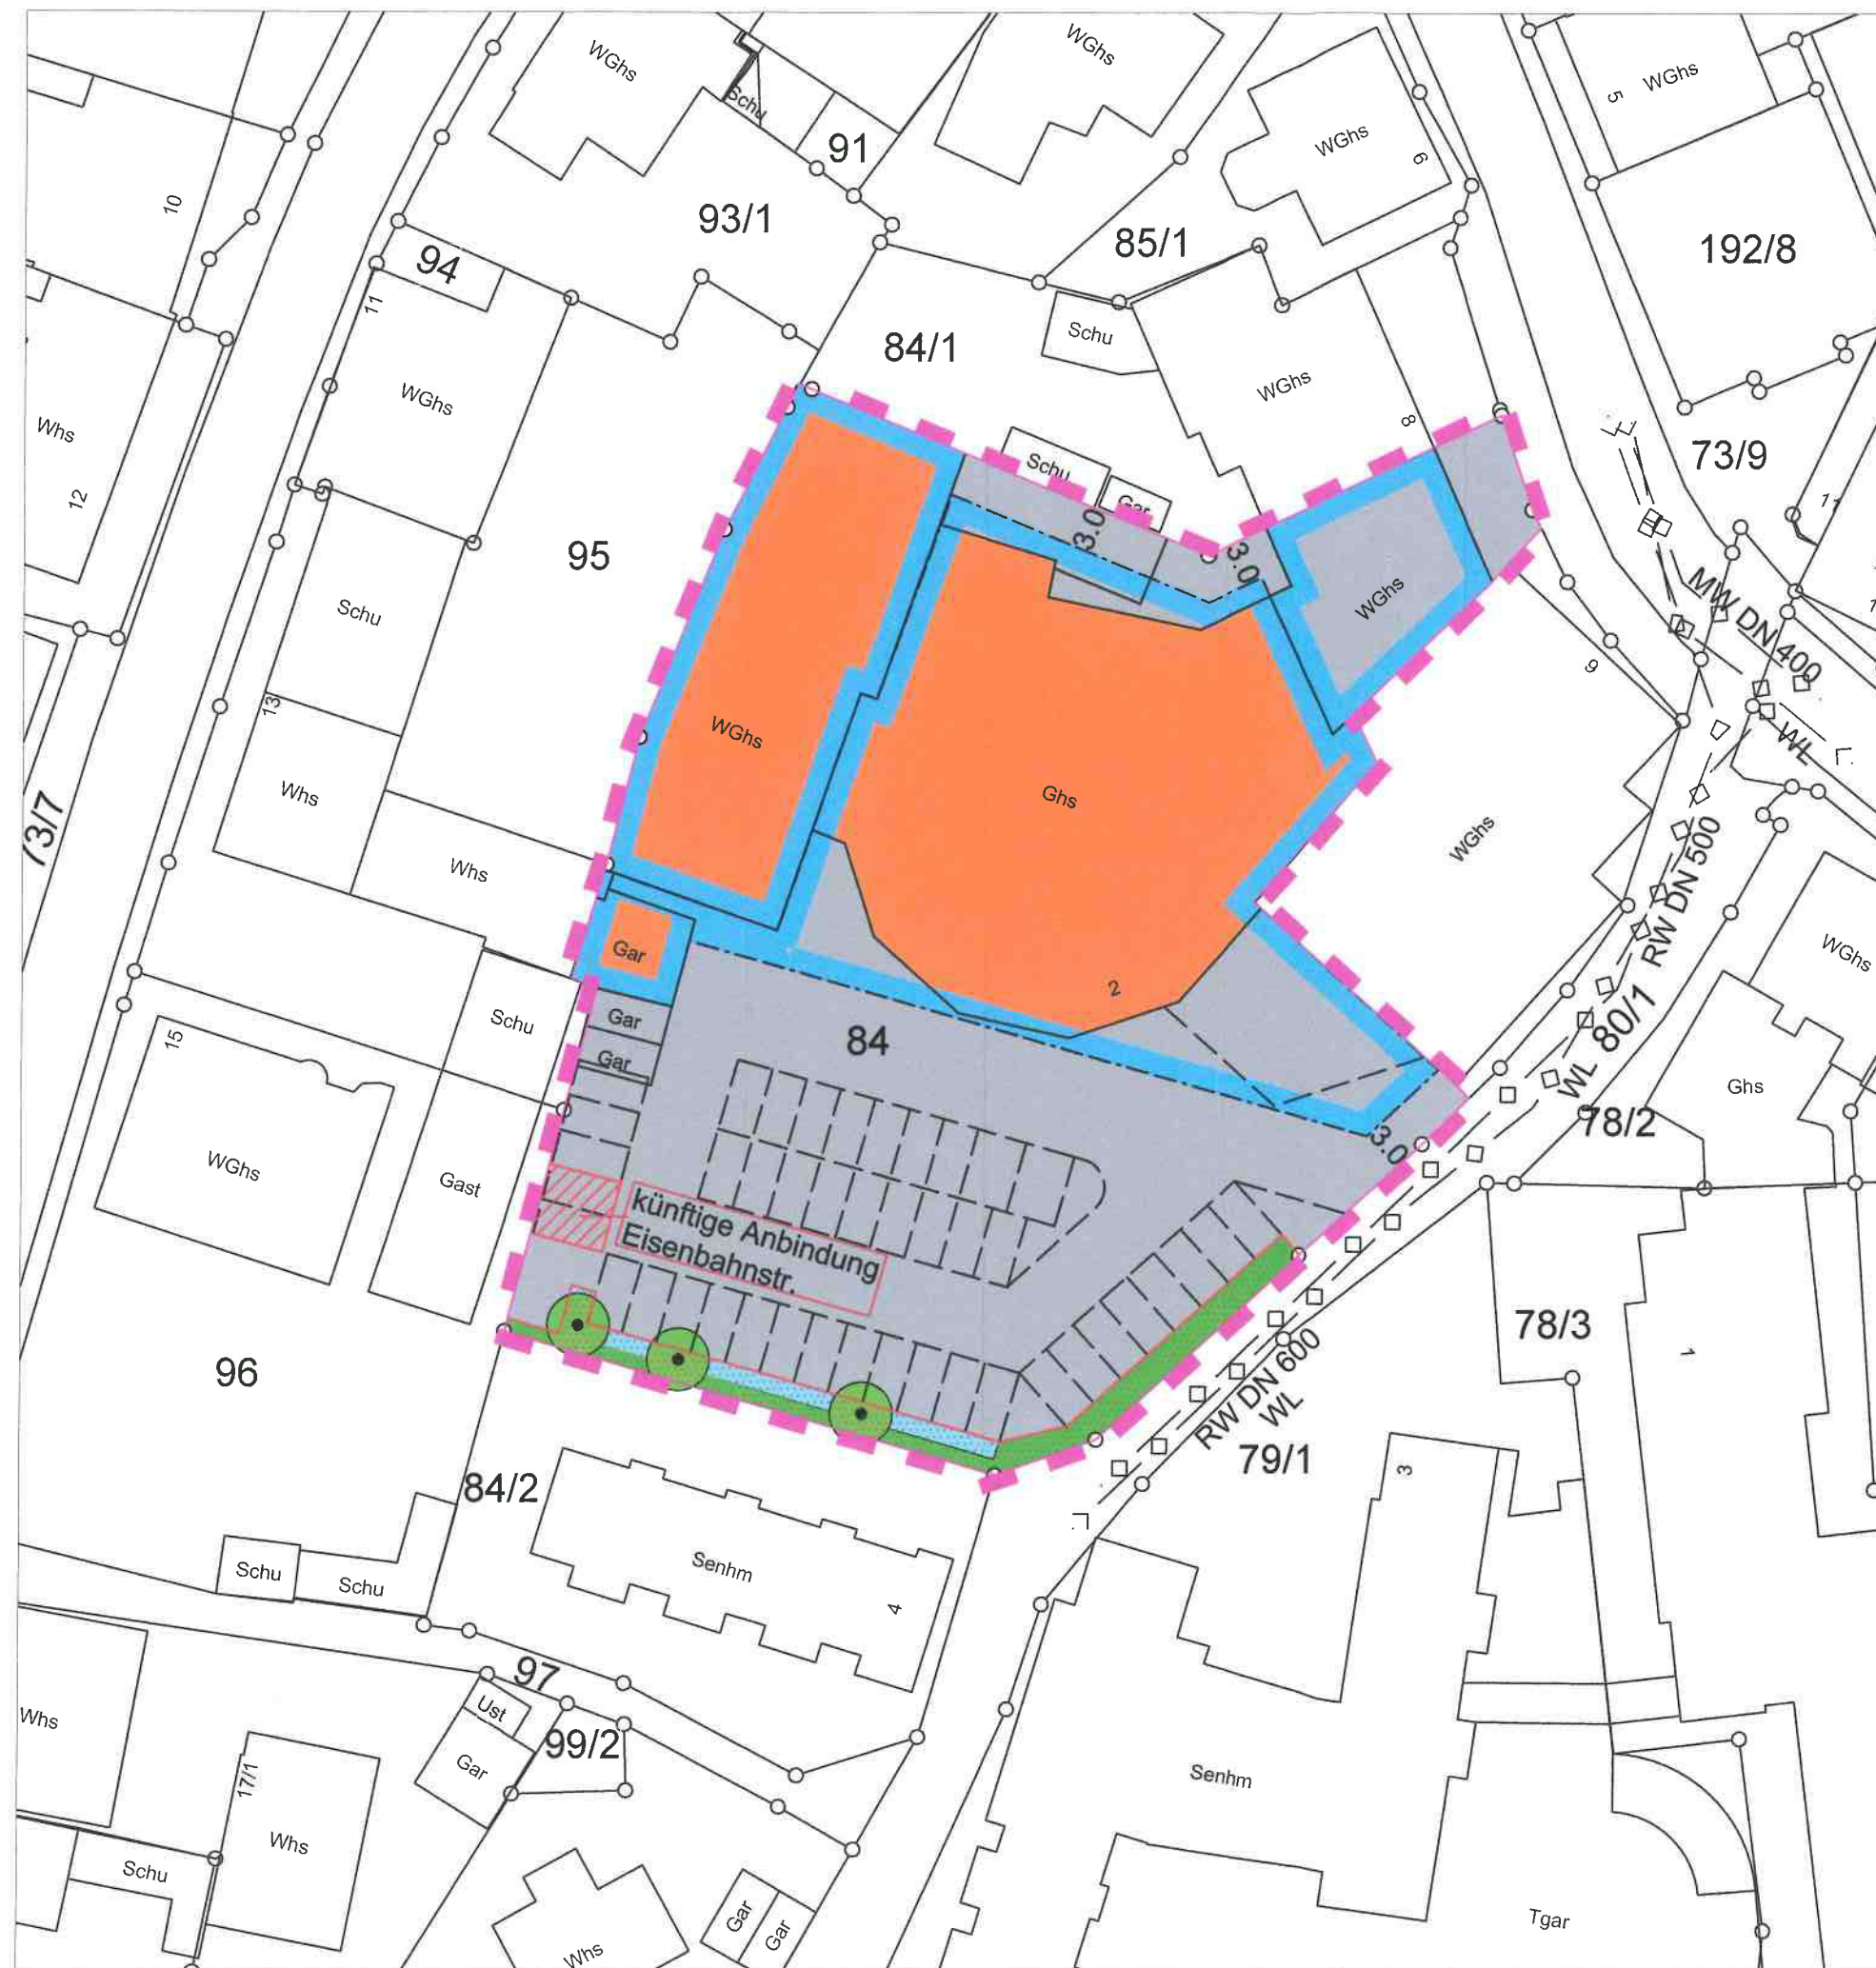 WGhs
WGhs
WGhs
5
Schu
91
WGhs
6
10
93/1
85/1
192/8
94
11
Schu
84/1
WGhs
WGhs
8
Whs
73/9
Schu
Gar
12
3.0
3.0
11
95
WGhs
MW DN 400
Schu
9
13
WGhs
WL
Whs
Ghs
73/7
WGhs
RW DN 500
Whs
Gar
WGhs
2
Schu
Gar
84
80/1
15
Gar
WL
Ghs
78/2
3.0
WGhs
Gast
künftige Anbindung
Eisenbahnstr.
78/3
1
96
RW DN 600
WL
79/1
84/2
3
Senhm
Schu
Schu
4
97
Ust
Whs
99/2
Gar
17/1
Senhm
Whs
Schu
Gar
Gar
Tgar
Whs